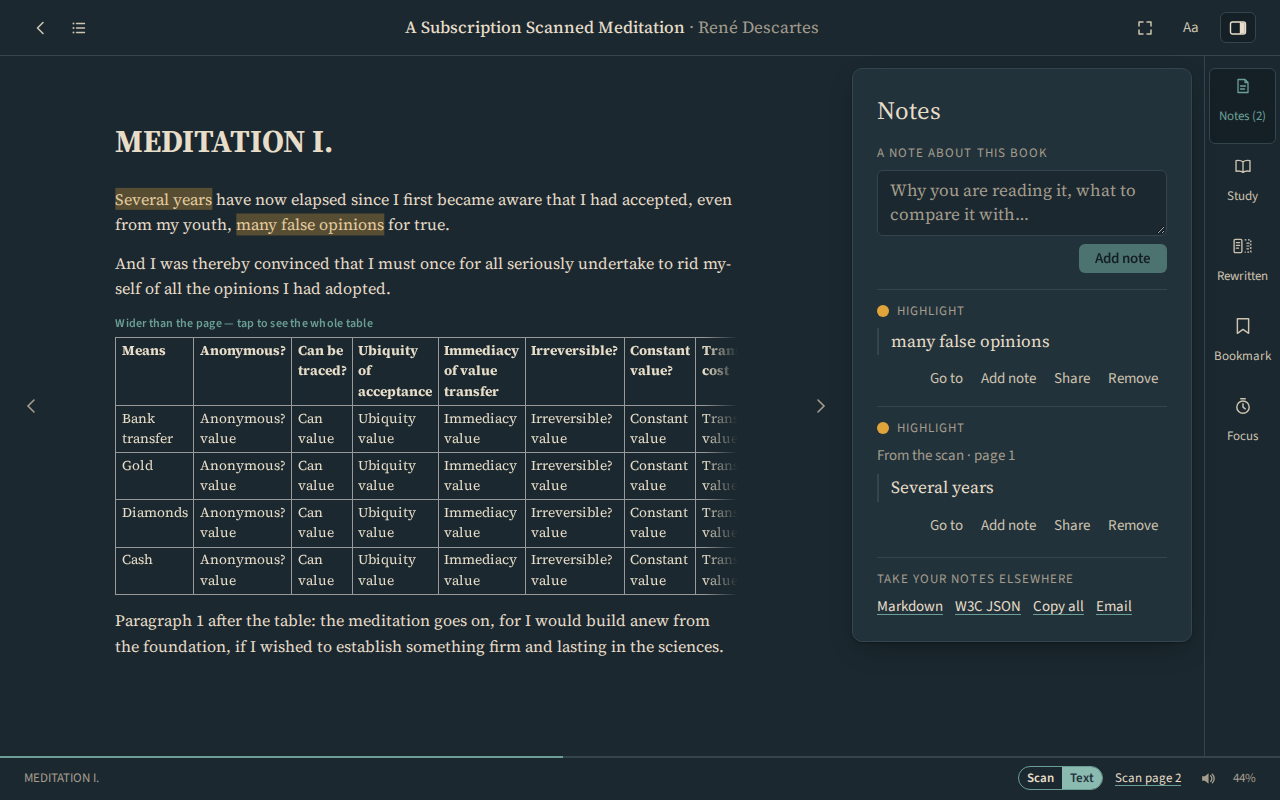 A Subscription Scanned Meditation · René Descartes
Aa
MEDITATION I.
Several years have now elapsed since I first became aware that I had accepted, even
from my youth, many false opinions for true.
And I was thereby convinced that I must once for all seriously undertake to rid my-
self of all the opinions I had adopted.
Wider than the page — tap to see the whole table
Means Anonymous? Can be traced? Ubiquity of acceptance Immediacy of value transfer Irreversible? Constant value? Tran cost
Bank transfer Anonymous? value Can value Ubiquity value Immediacy value Irreversible? value Constant value Tran value
Gold Anonymous? value Can value Ubiquity value Immediacy value Irreversible? value Constant value Tran value
Diamonds Anonymous? value Can value Ubiquity value Immediacy value Irreversible? value Constant value Tran value
Cash Anonymous? value Can value Ubiquity value Immediacy value Irreversible? value Constant value Tran value
Paragraph 1 after the table: the meditation goes on, for I would build anew from
the foundation, if I wished to establish something firm and lasting in the sciences.
Notes
A NOTE ABOUT THIS BOOK
Why you are reading it, what to
compare it with…
Add note
HIGHLIGHT
many false opinions
Go to Add note Share Remove
HIGHLIGHT
From the scan · page 1
Several years
Go to Add note Share Remove
TAKE YOUR NOTES ELSEWHERE
Markdown W3C JSON Copy all Email
Notes (2)
Study
Rewritten
Bookmark
Focus
MEDITATION I.
Scan Text Scan page 2 44%